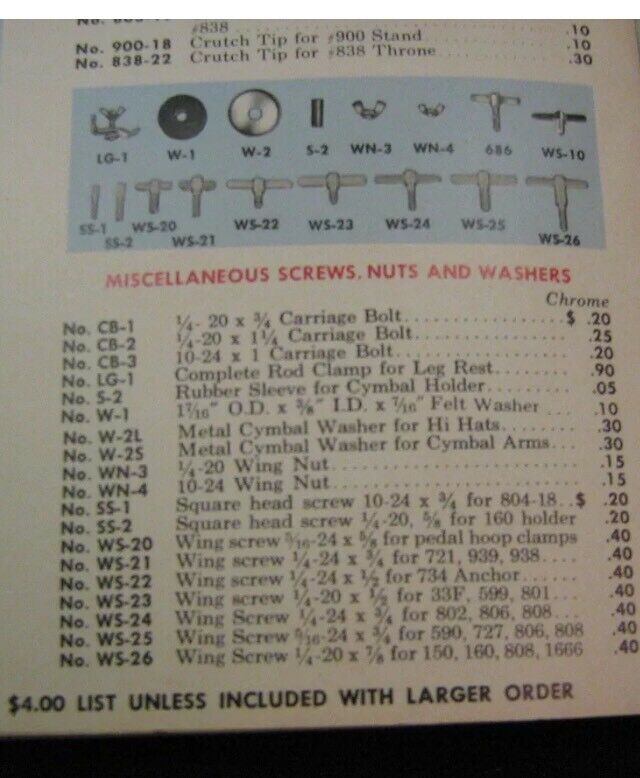 #838 .10
No. 900-18 Crutch Tip for #900 Stand .10
No. 838-22 Crutch Tip for #838 Throne .30
LG-1 W-1 W-2 S-2 WN-3 WN-4 686 WS-10
SS-1 SS-2 WS-20 WS-21 WS-22 WS-23 WS-24 WS-25 WS-26
MISCELLANEOUS SCREWS, NUTS AND WASHERS
Chrome
No. CB-1 ¼-20 x ¾ Carriage Bolt $ .20
No. CB-2 ¼-20 x 1¼ Carriage Bolt .25
No. CB-3 10-24 x 1 Carriage Bolt .20
No. LG-1 Complete Rod Clamp for Leg Rest .90
No. S-2 Rubber Sleeve for Cymbal Holder .05
No. W-1 1⁷⁄₁₆" O.D. x ⅜" I.D. x ⁷⁄₁₆" Felt Washer .10
No. W-2L Metal Cymbal Washer for Hi Hats .30
No. W-2S Metal Cymbal Washer for Cymbal Arms .30
No. WN-3 ¼-20 Wing Nut .15
No. WN-4 10-24 Wing Nut .15
No. SS-1 Square head screw 10-24 x ¾ for 804-18 $ .20
No. SS-2 Square head screw ¼-20, ⅝ for 160 holder .20
No. WS-20 Wing screw ⁵⁄₁₆-24 x ⅝ for pedal hoop clamps .40
No. WS-21 Wing screw ¼-24 x ¾ for 721, 939, 938 .40
No. WS-22 Wing screw ¼-24 x ½ for 734 Anchor .40
No. WS-23 Wing screw ¼-20 x ½ for 33F, 599, 801 .40
No. WS-24 Wing Screw ¼-24 x ¾ for 802, 806, 808 .40
No. WS-25 Wing Screw ⁵⁄₁₆-24 x ¾ for 590, 727, 806, 808 .40
No. WS-26 Wing Screw ¼-20 x ⅞ for 150, 160, 808, 1666 .40
$4.00 LIST UNLESS INCLUDED WITH LARGER ORDER